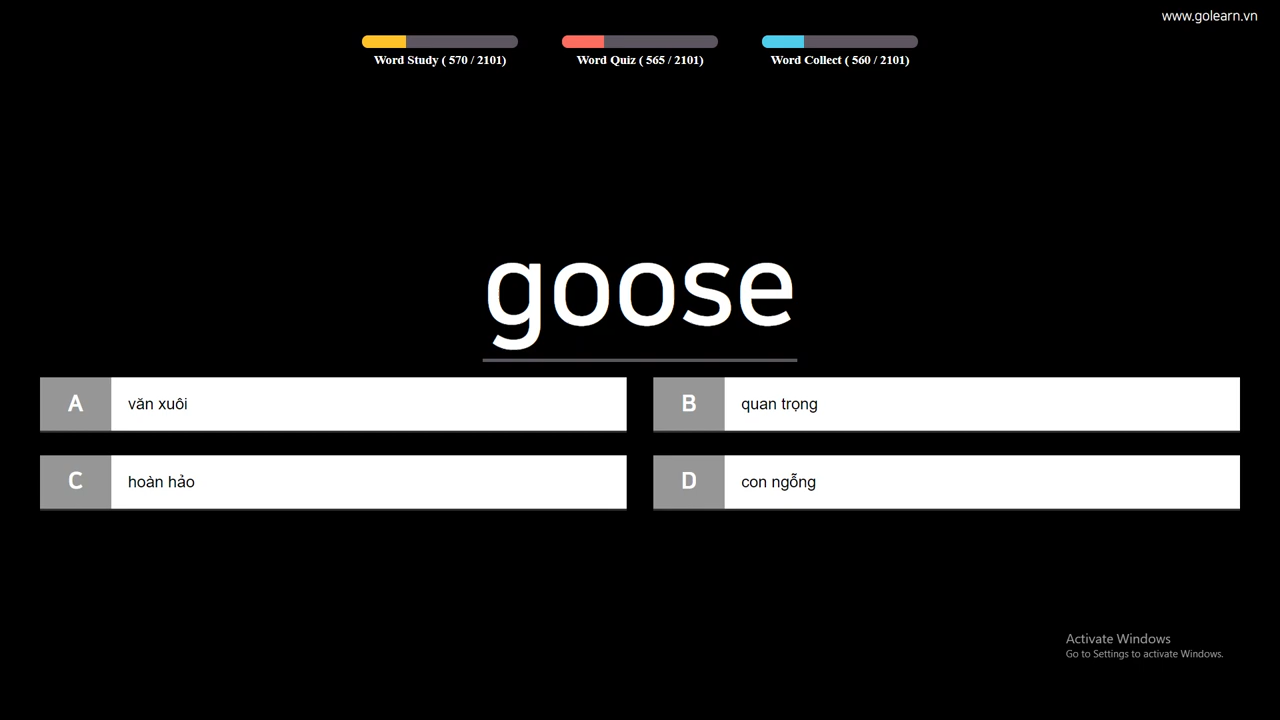 www.golearn.vn
Word Study ( 570 / 2101)
Word Quiz ( 565 / 2101)
Word Collect ( 560 / 2101)
goose
A văn xuôi
B quan trọng
C hoàn hảo
D con ngỗng
Activate Windows
Go to Settings to activate Windows.